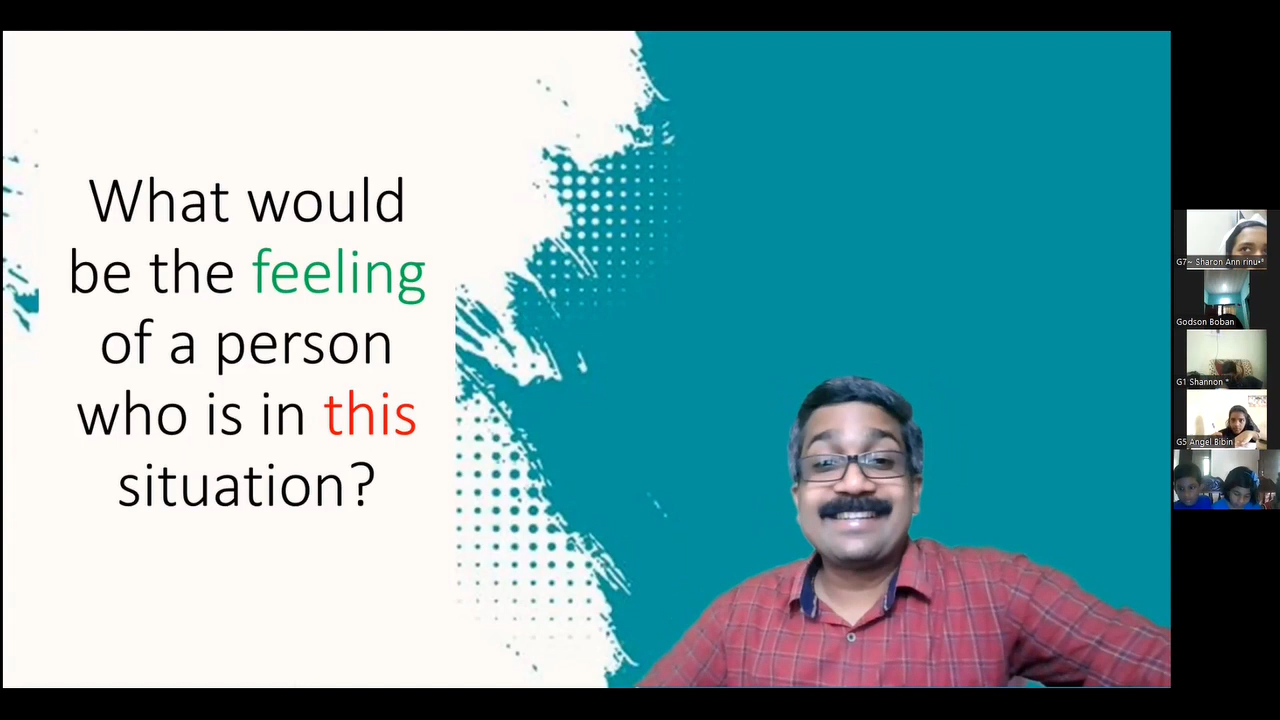 What would
be the feeling
of a person
who is in this
situation?
G7~ Sharon Ann rinu•*
Godson Boban
G1 Shannon *
G5 Angel Bibin